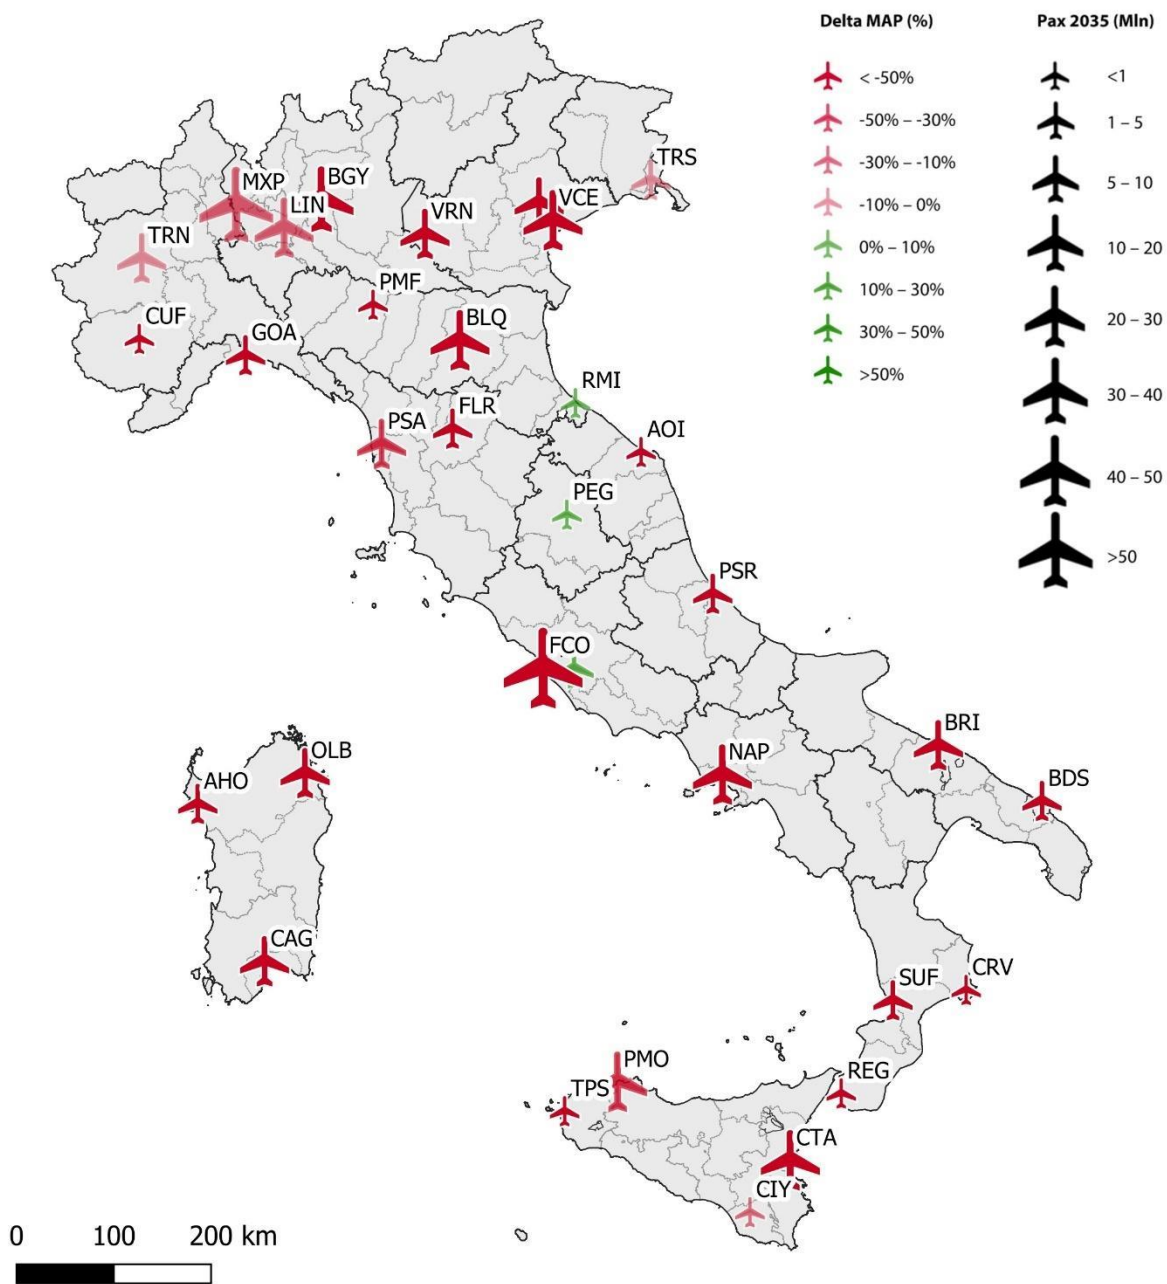 Delta MAP (%)
< -50%
-50% – -30%
-30% – -10%
-10% – 0%
0% – 10%
10% – 30%
30% – 50%
>50%
Pax 2035 (Mln)
<1
1 – 5
5 – 10
10 – 20
20 – 30
30 – 40
40 – 50
>50
TRS
MXP
BGY
LIN
VRN
VCE
TRN
PMF
CUF
GOA
BLQ
RMI
PSA
FLR
AOI
PEG
PSR
FCO
BRI
OLB
NAP
AHO
BDS
CAG
SUF
CRV
PMO
REG
TPS
CTA
CIY
0 100 200 km